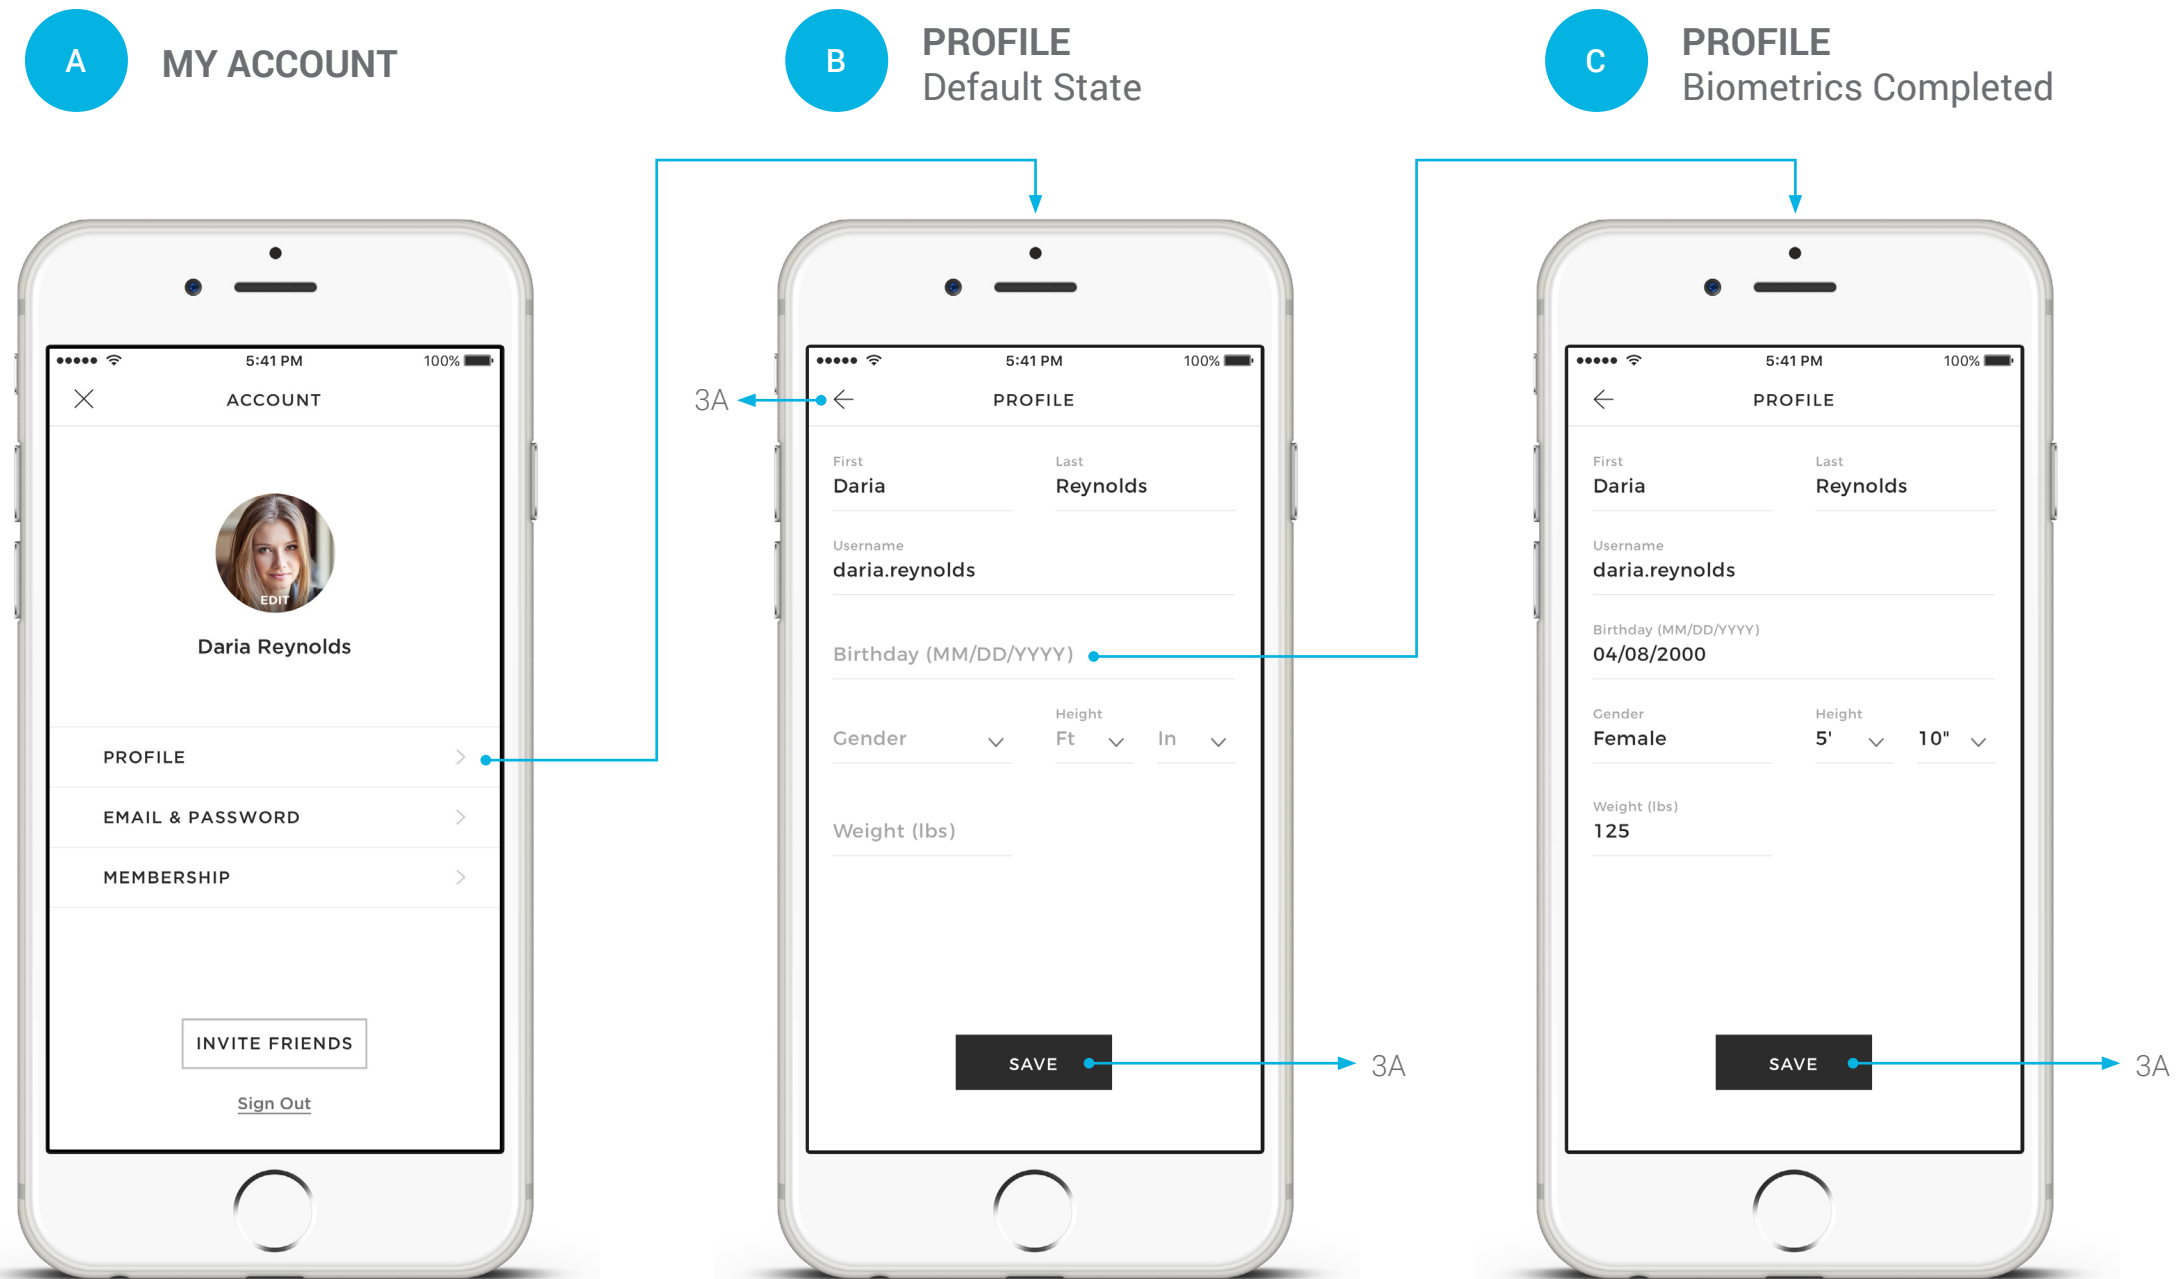 A
MY ACCOUNT
B
PROFILE
Default State
C
PROFILE
Biometrics Completed
5:41 PM
100%
ACCOUNT
EDIT
Daria Reynolds
PROFILE
EMAIL & PASSWORD
MEMBERSHIP
INVITE FRIENDS
Sign Out
5:41 PM
100%
3A
PROFILE
First
Last
Daria
Reynolds
Username
daria.reynolds
Birthday (MM/DD/YYYY)
Height
Gender
Ft
In
Weight (lbs)
SAVE
3A
5:41 PM
100%
PROFILE
First
Last
Daria
Reynolds
Username
daria.reynolds
Birthday (MM/DD/YYYY)
04/08/2000
Gender
Height
Female
5'
10"
Weight (lbs)
125
SAVE
3A